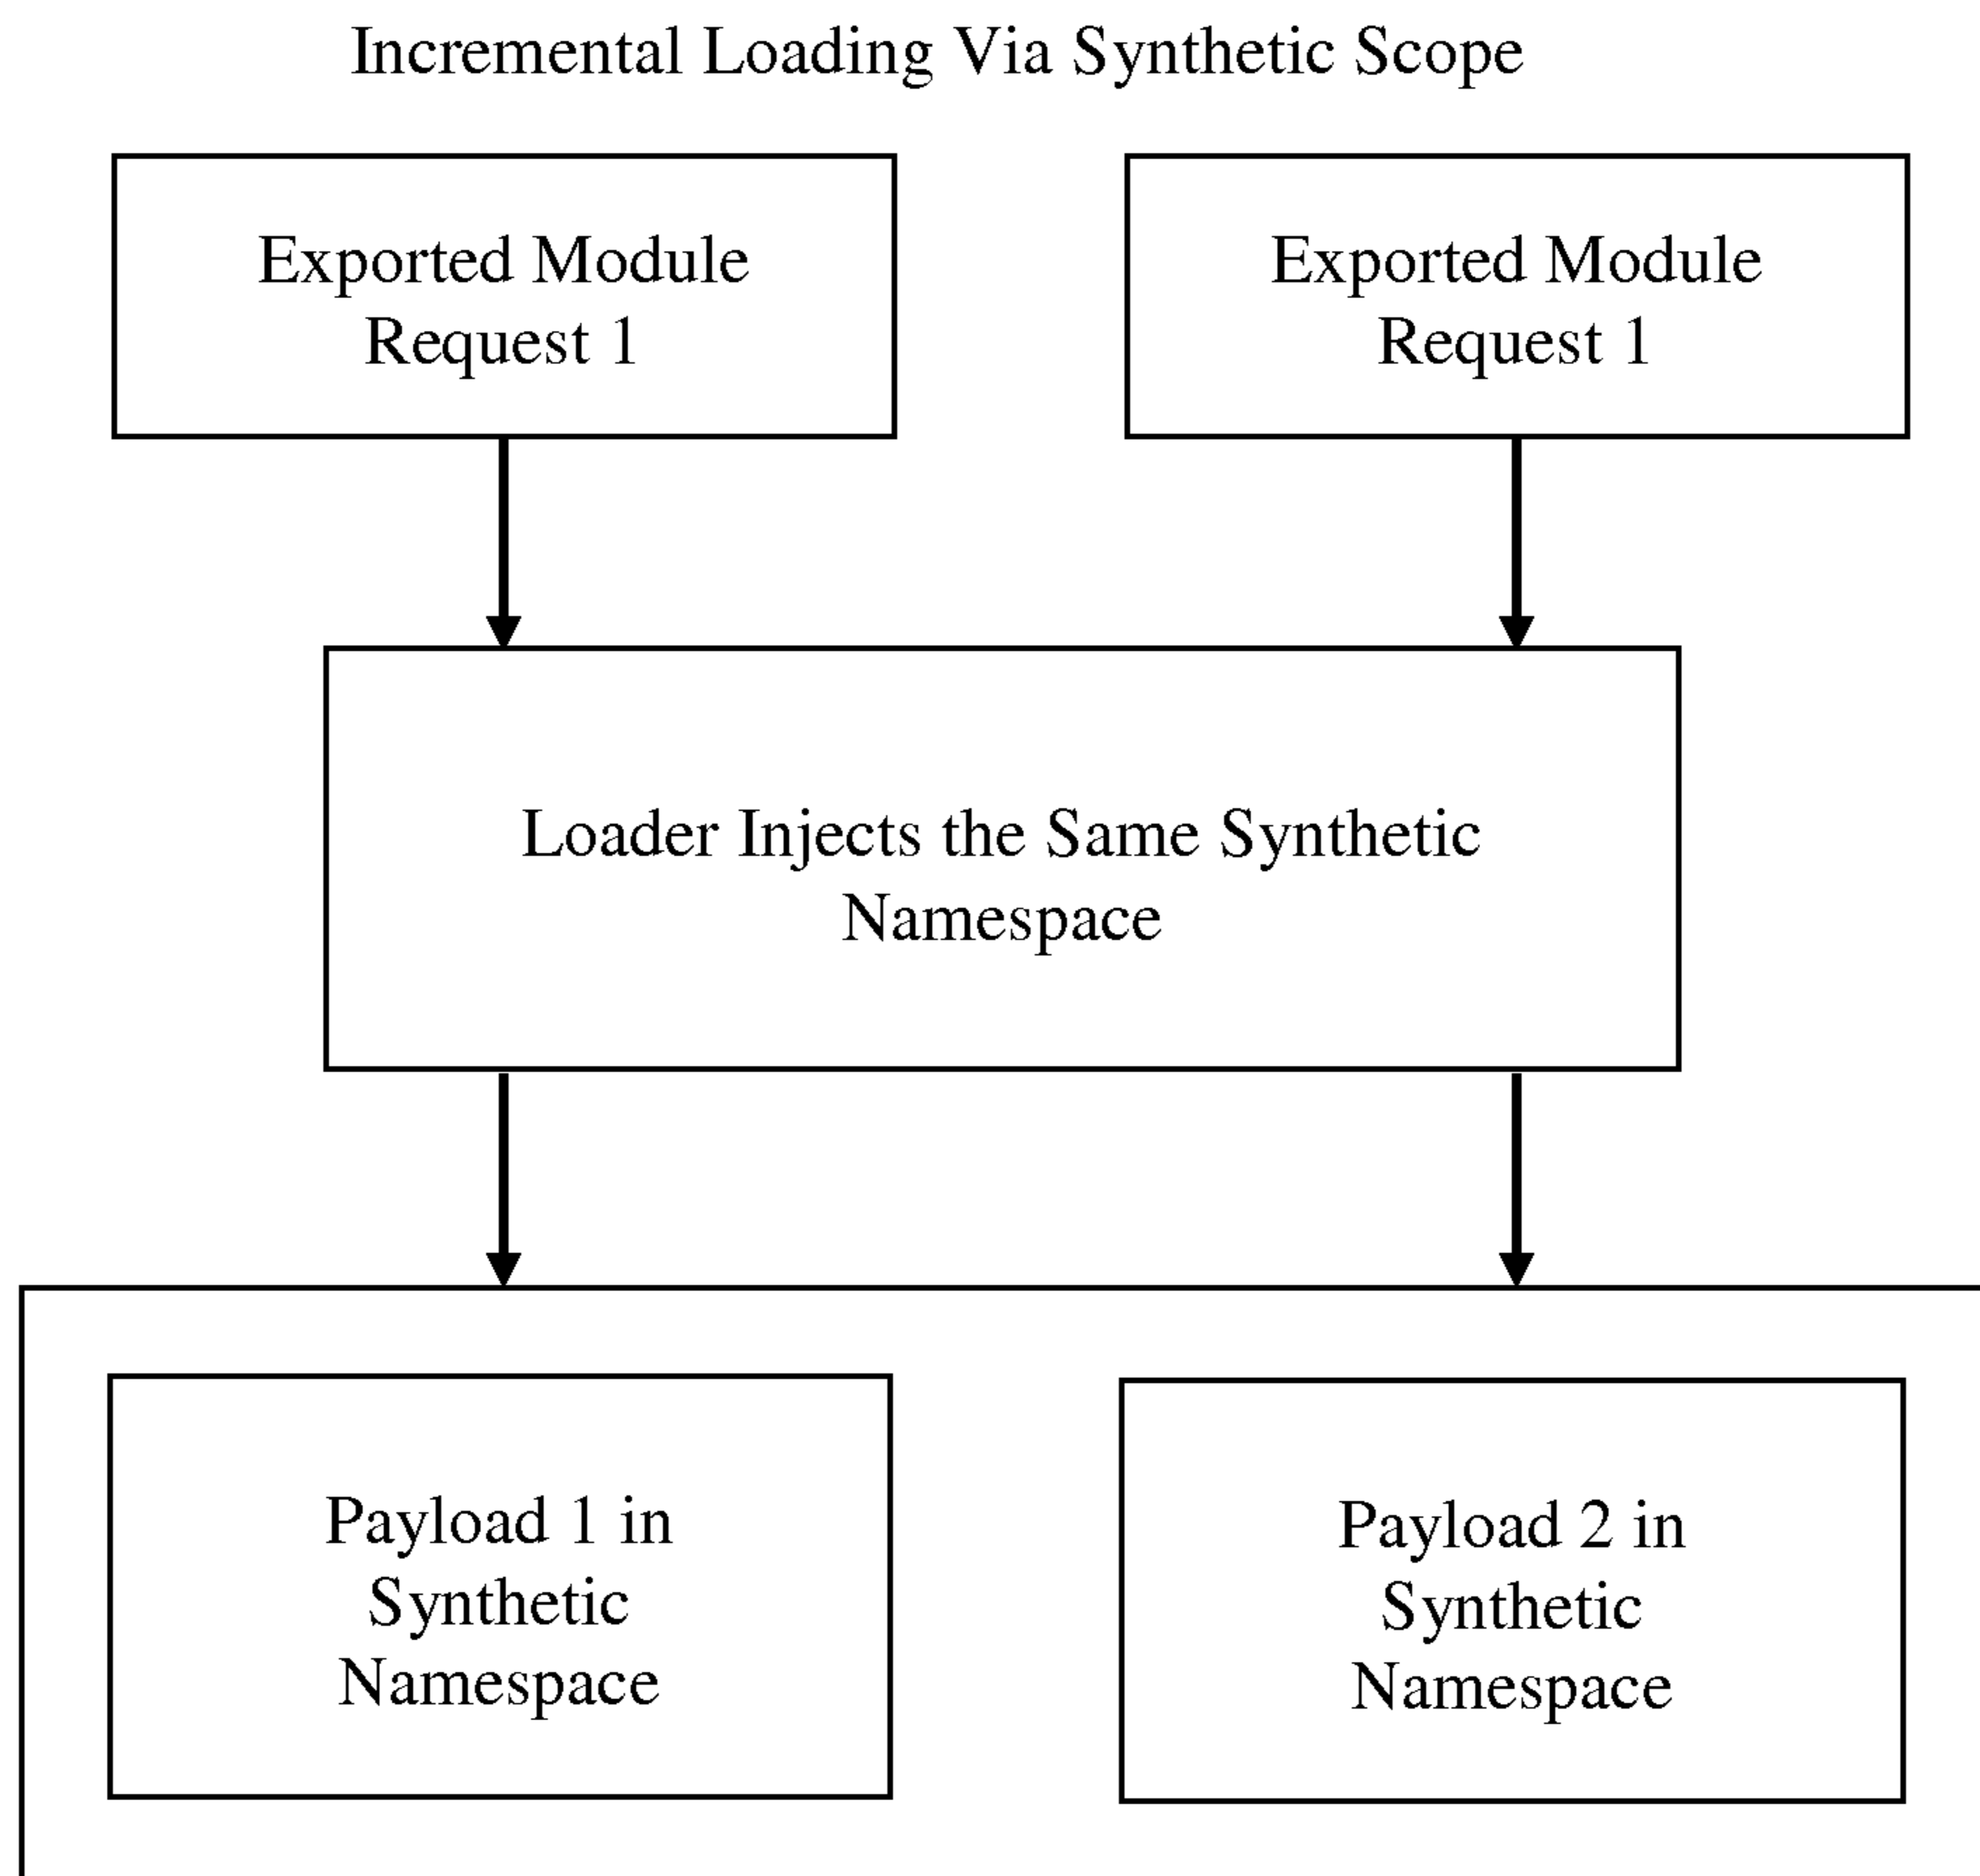 Incremental Loading Via Synthetic Scope
Exported Module
Request 1
Exported Module
Request 1
Loader Injects the Same Synthetic
Namespace
Payload 1 in
Synthetic
Namespace
Payload 2 in
Synthetic
Namespace